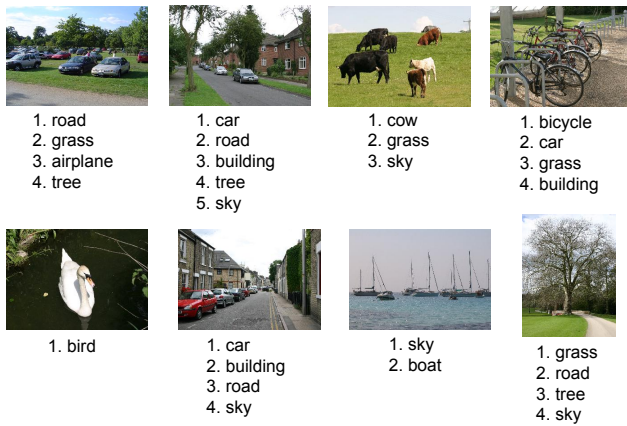 1. road
2. grass
3. airplane
4. tree
1. car
2. road
3. building
4. tree
5. sky
1. cow
2. grass
3. sky
1. bicycle
2. car
3. grass
4. building
1. bird
1. car
2. building
3. road
4. sky
1. sky
2. boat
1. grass
2. road
3. tree
4. sky